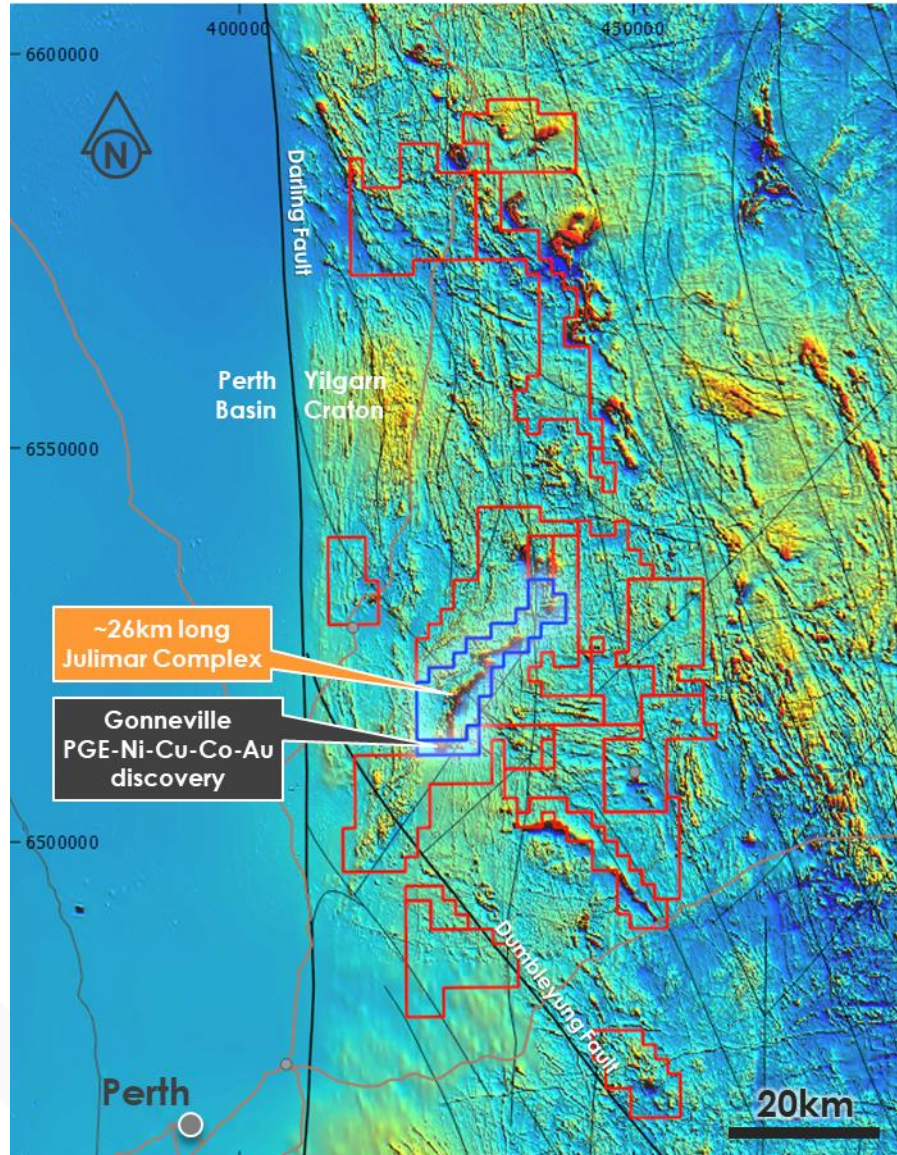 400000
450000
6600000
N
Darling Fault
Perth
Basin
Yilgarn
Craton
6550000
~26km long
Julimar Complex
Gonneville
PGE-Ni-Cu-Co-Au
discovery
6500000
Dumbleyung Fault
Perth
20km